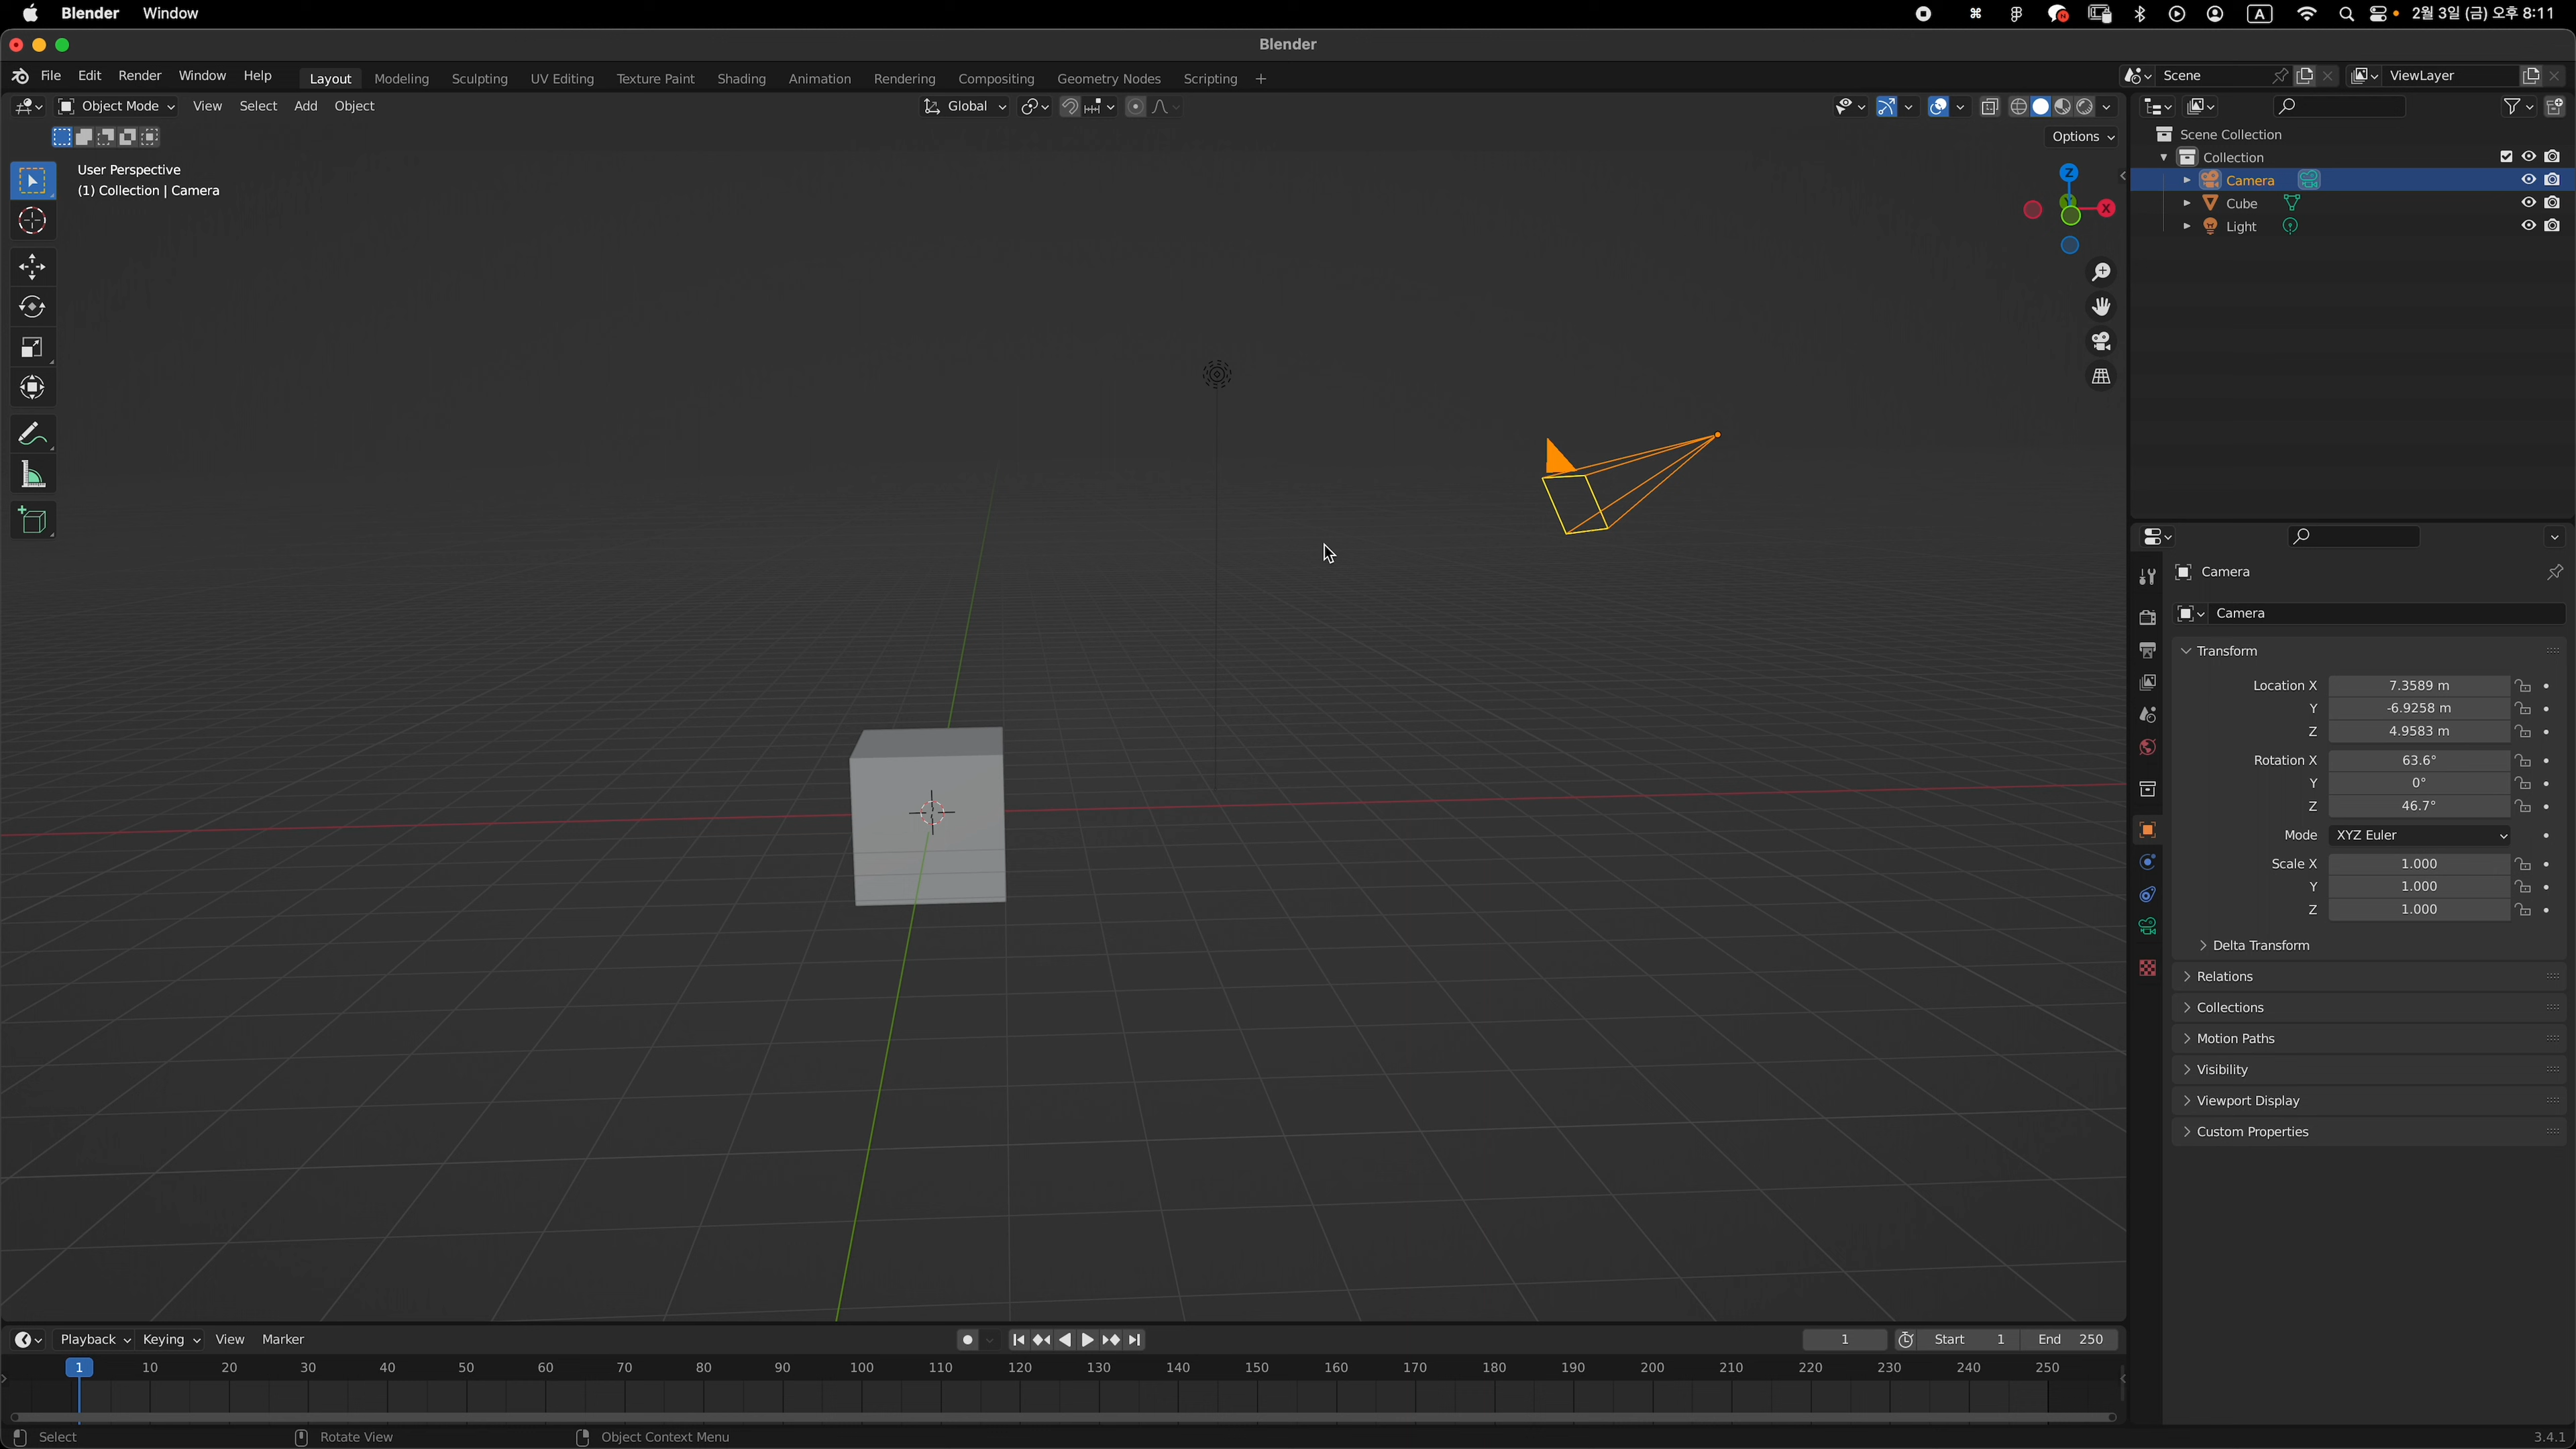 Blender Window
A 2월 3일 (금) 오후 8:11
Blender
File Edit Render Window Help Layout Modeling Sculpting UV Editing Texture Paint Shading Animation Rendering Compositing Geometry Nodes Scripting + Scene ViewLayer
Object Mode View Select Add Object Global
Options
User Perspective
(1) Collection | Camera
Z
Y
X
Scene Collection
Collection
Camera
Cube
Light
Camera
Camera
Transform
Location X 7.3589 m
Y -6.9258 m
Z 4.9583 m
Rotation X 63.6°
Y 0°
Z 46.7°
Mode XYZ Euler
Scale X 1.000
Y 1.000
Z 1.000
Delta Transform
Relations
Collections
Motion Paths
Visibility
Viewport Display
Custom Properties
Playback Keying View Marker 1 Start 1 End 250
1 10 20 30 40 50 60 70 80 90 100 110 120 130 140 150 160 170 180 190 200 210 220 230 240 250
Select Rotate View Object Context Menu 3.4.1